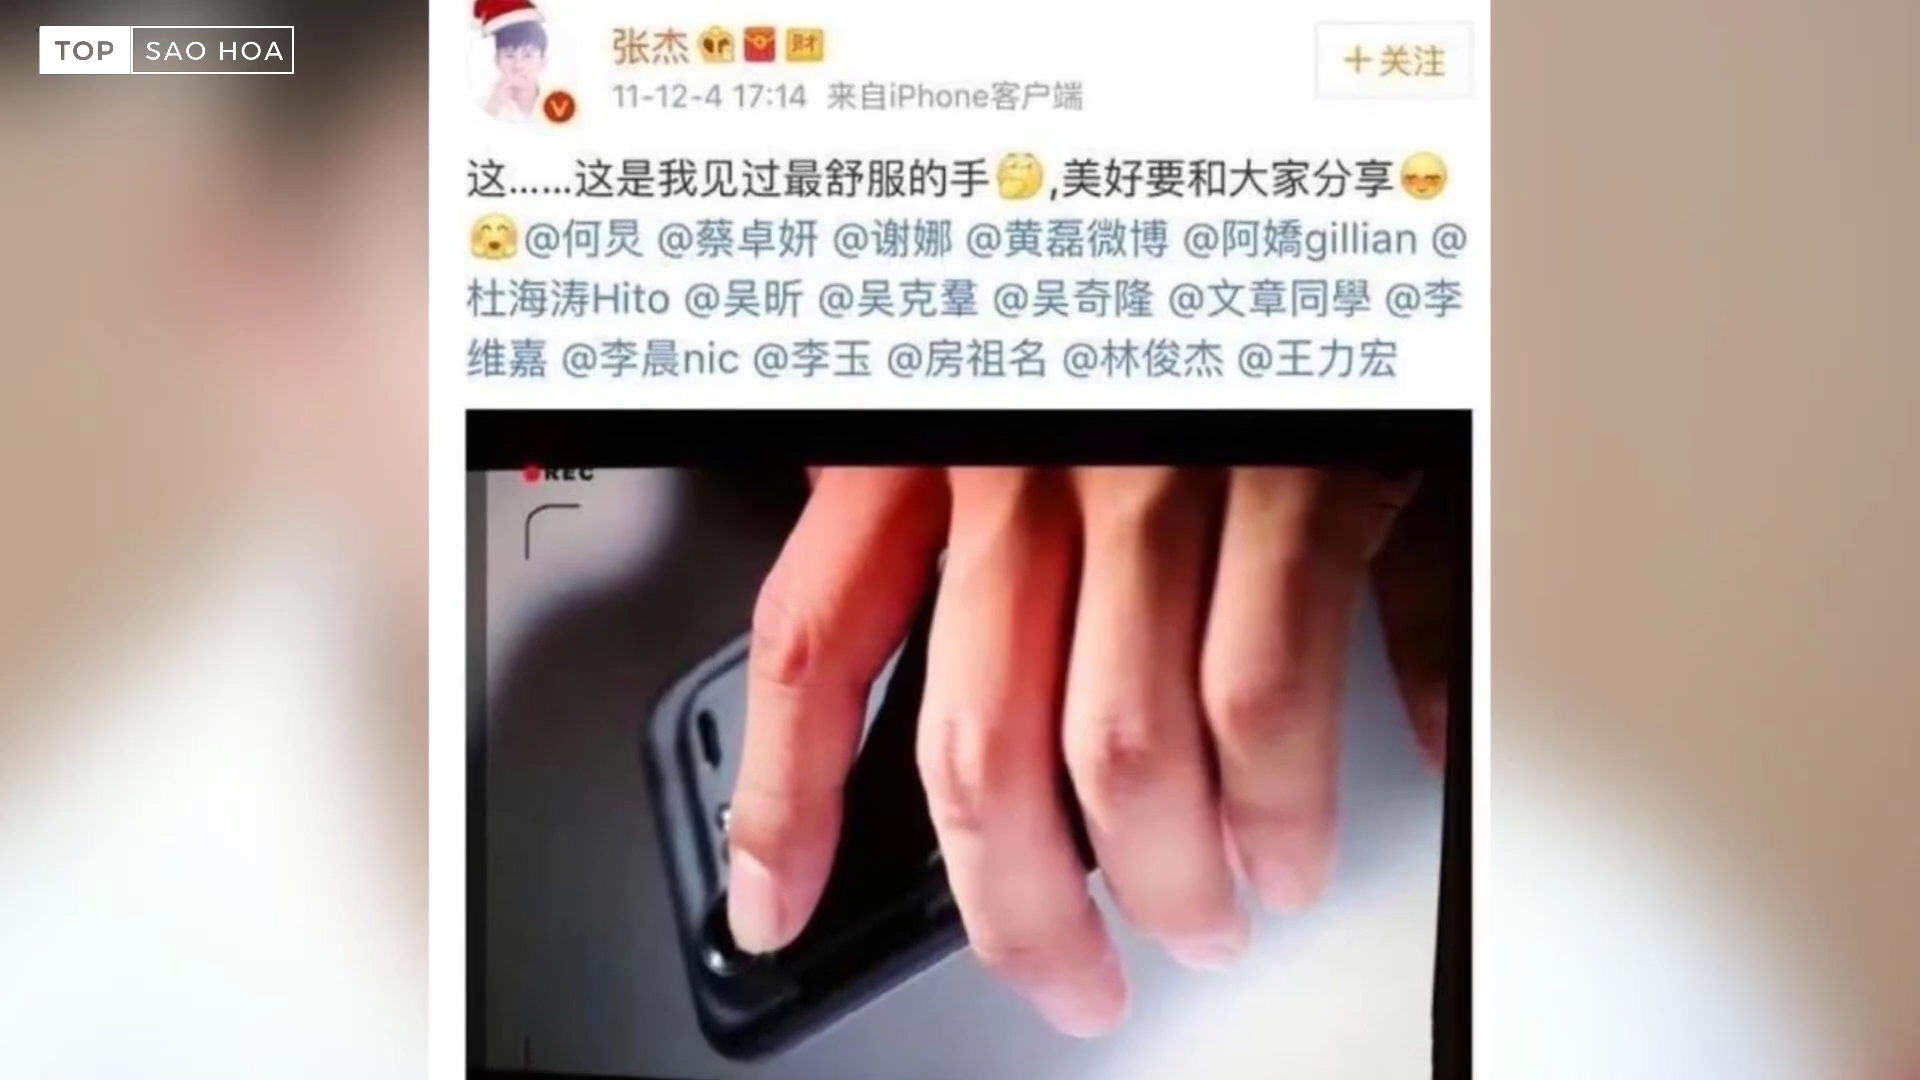 TOP SAO HOA
张杰 财
+关注
11-12-4 17:14 来自iPhone客户端
这……这是我见过最舒服的手,美好要和大家分享
@何炅 @蔡卓妍 @谢娜 @黄磊微博 @阿嬌gillian @
杜海涛Hito @吴昕 @吴克羣 @吴奇隆 @文章同學 @李
维嘉 @李晨nic @李玉 @房祖名 @林俊杰 @王力宏
REC